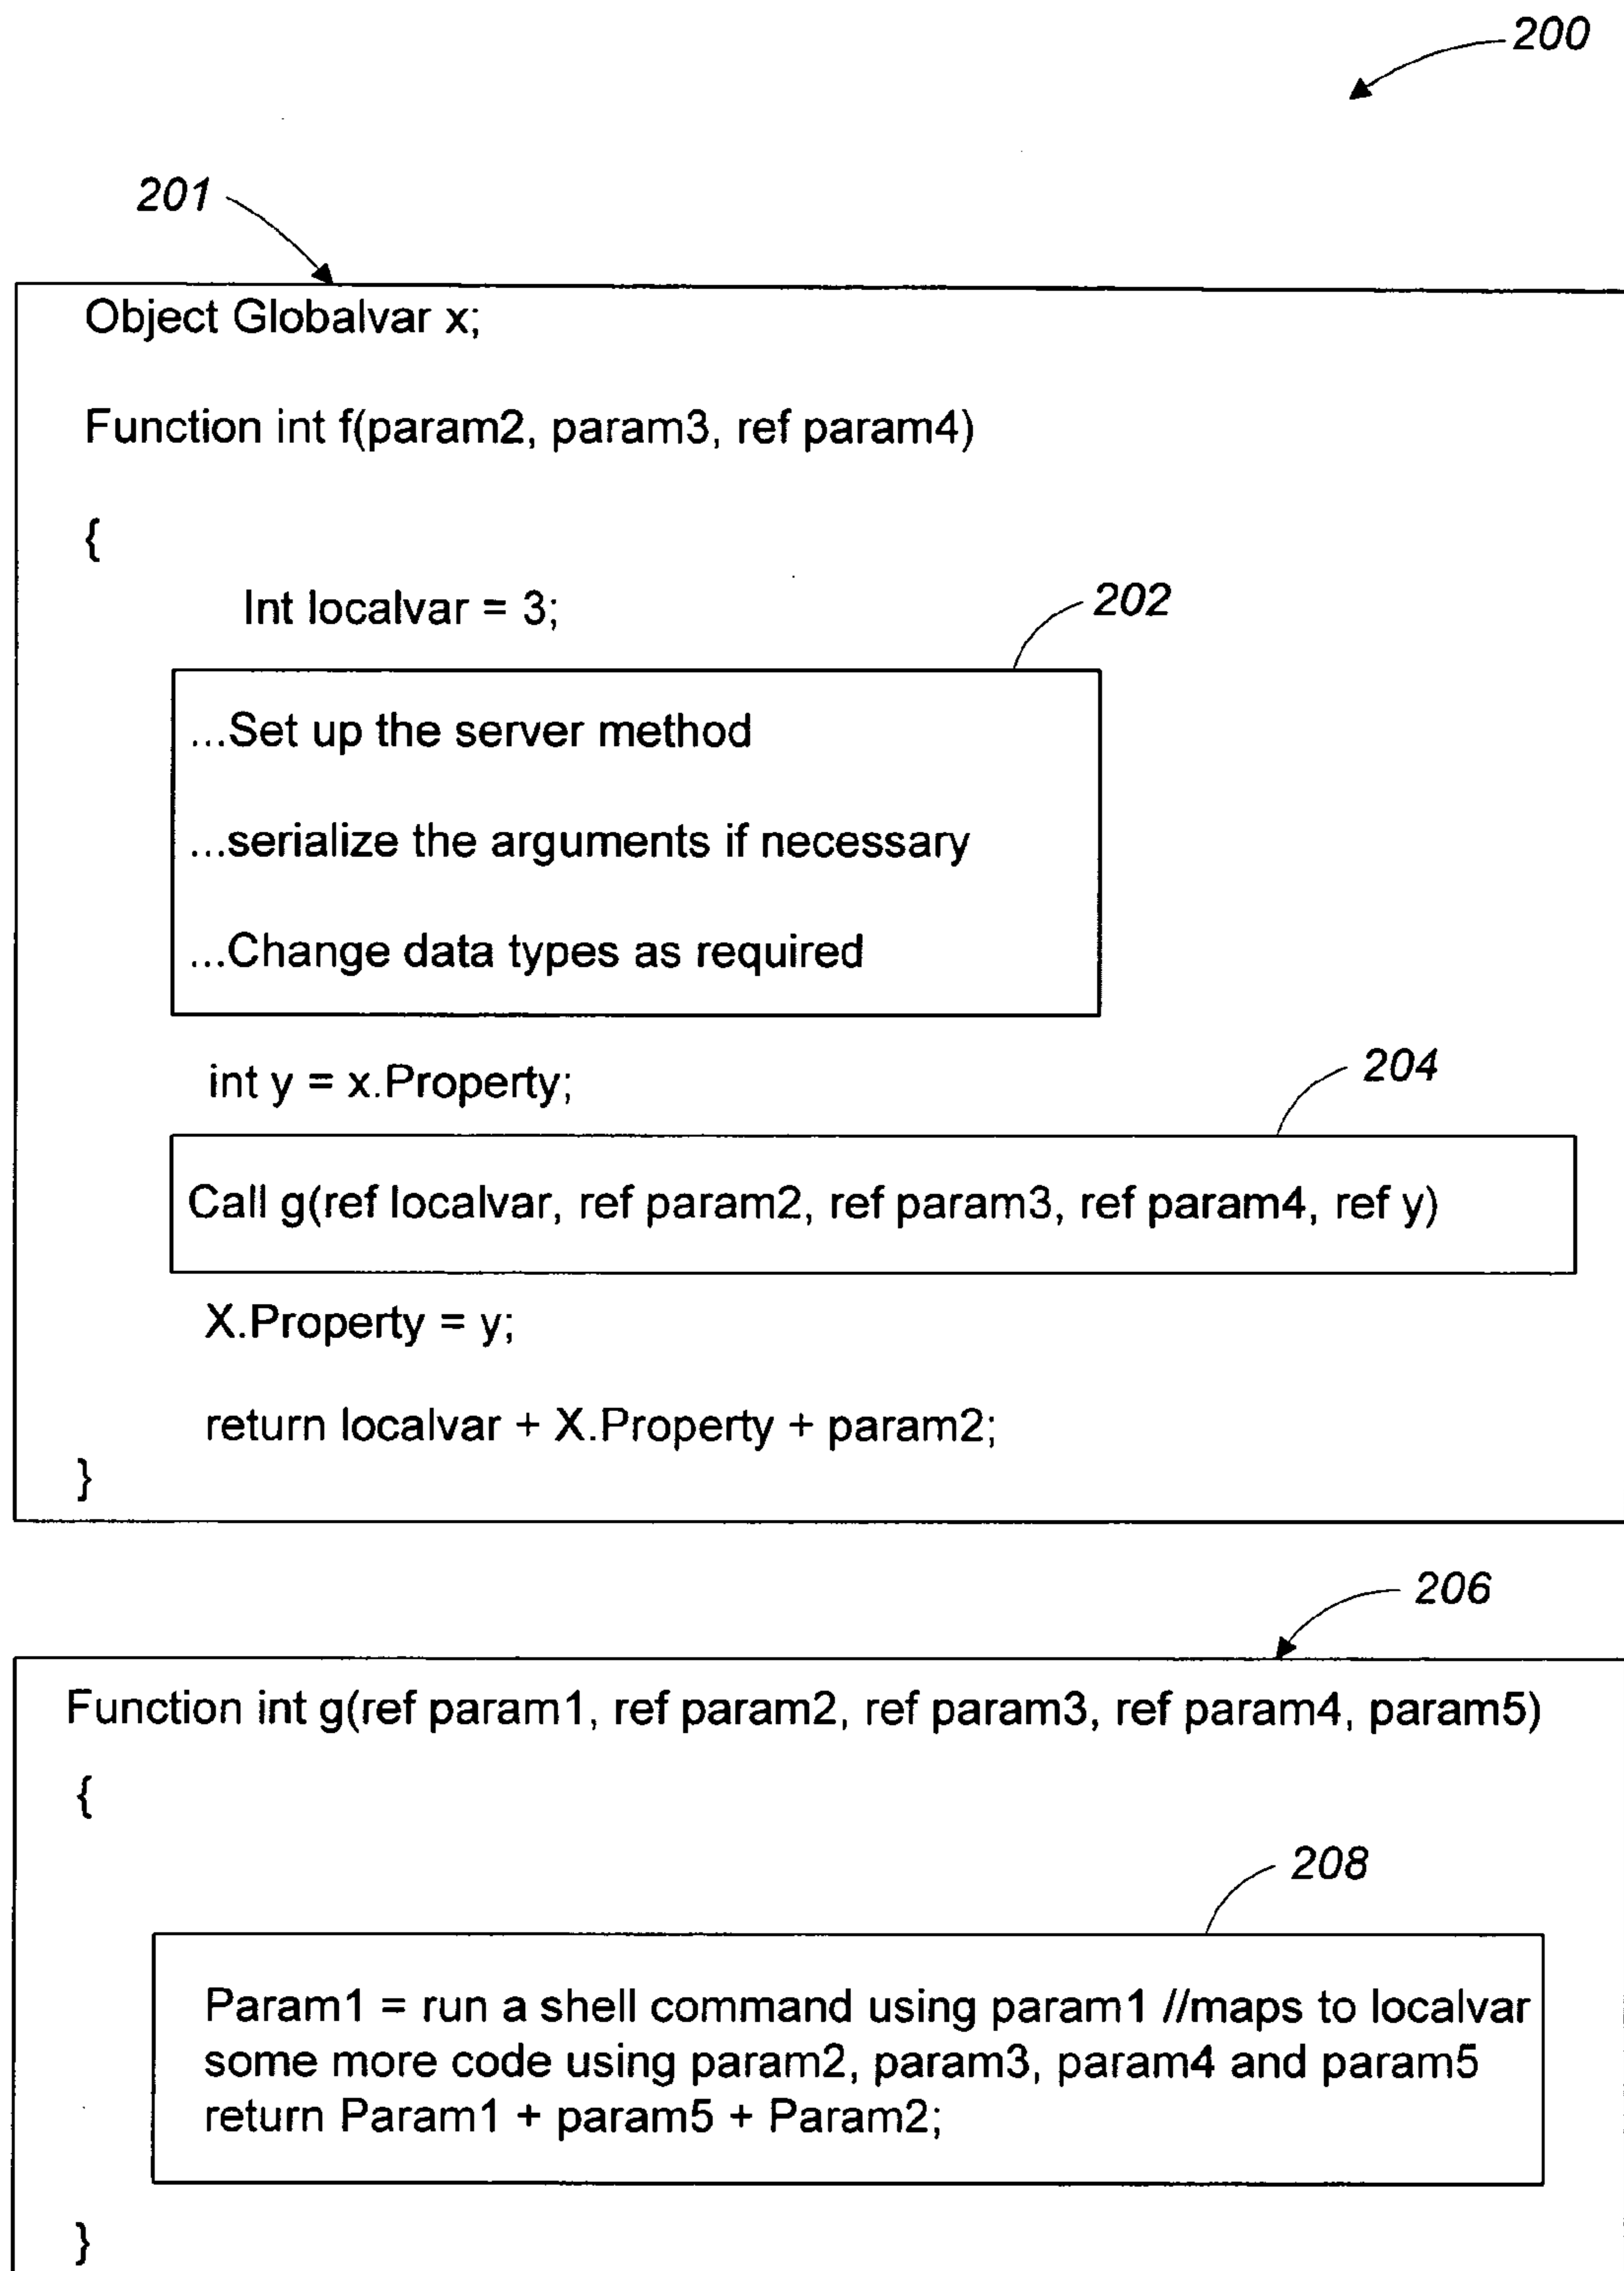 200
201
Object Globalvar x;
Function int f(param2, param3, ref param4)
{
Int localvar = 3;
202
...Set up the server method
...serialize the arguments if necessary
...Change data types as required
int y = x.Property;
204
Call g(ref localvar, ref param2, ref param3, ref param4, ref y)
X.Property = y;
return localvar + X.Property + param2;
}
206
Function int g(ref param1, ref param2, ref param3, ref param4, param5)
{
208
Param1 = run a shell command using param1 //maps to localvar
some more code using param2, param3, param4 and param5
return Param1 + param5 + Param2;
}